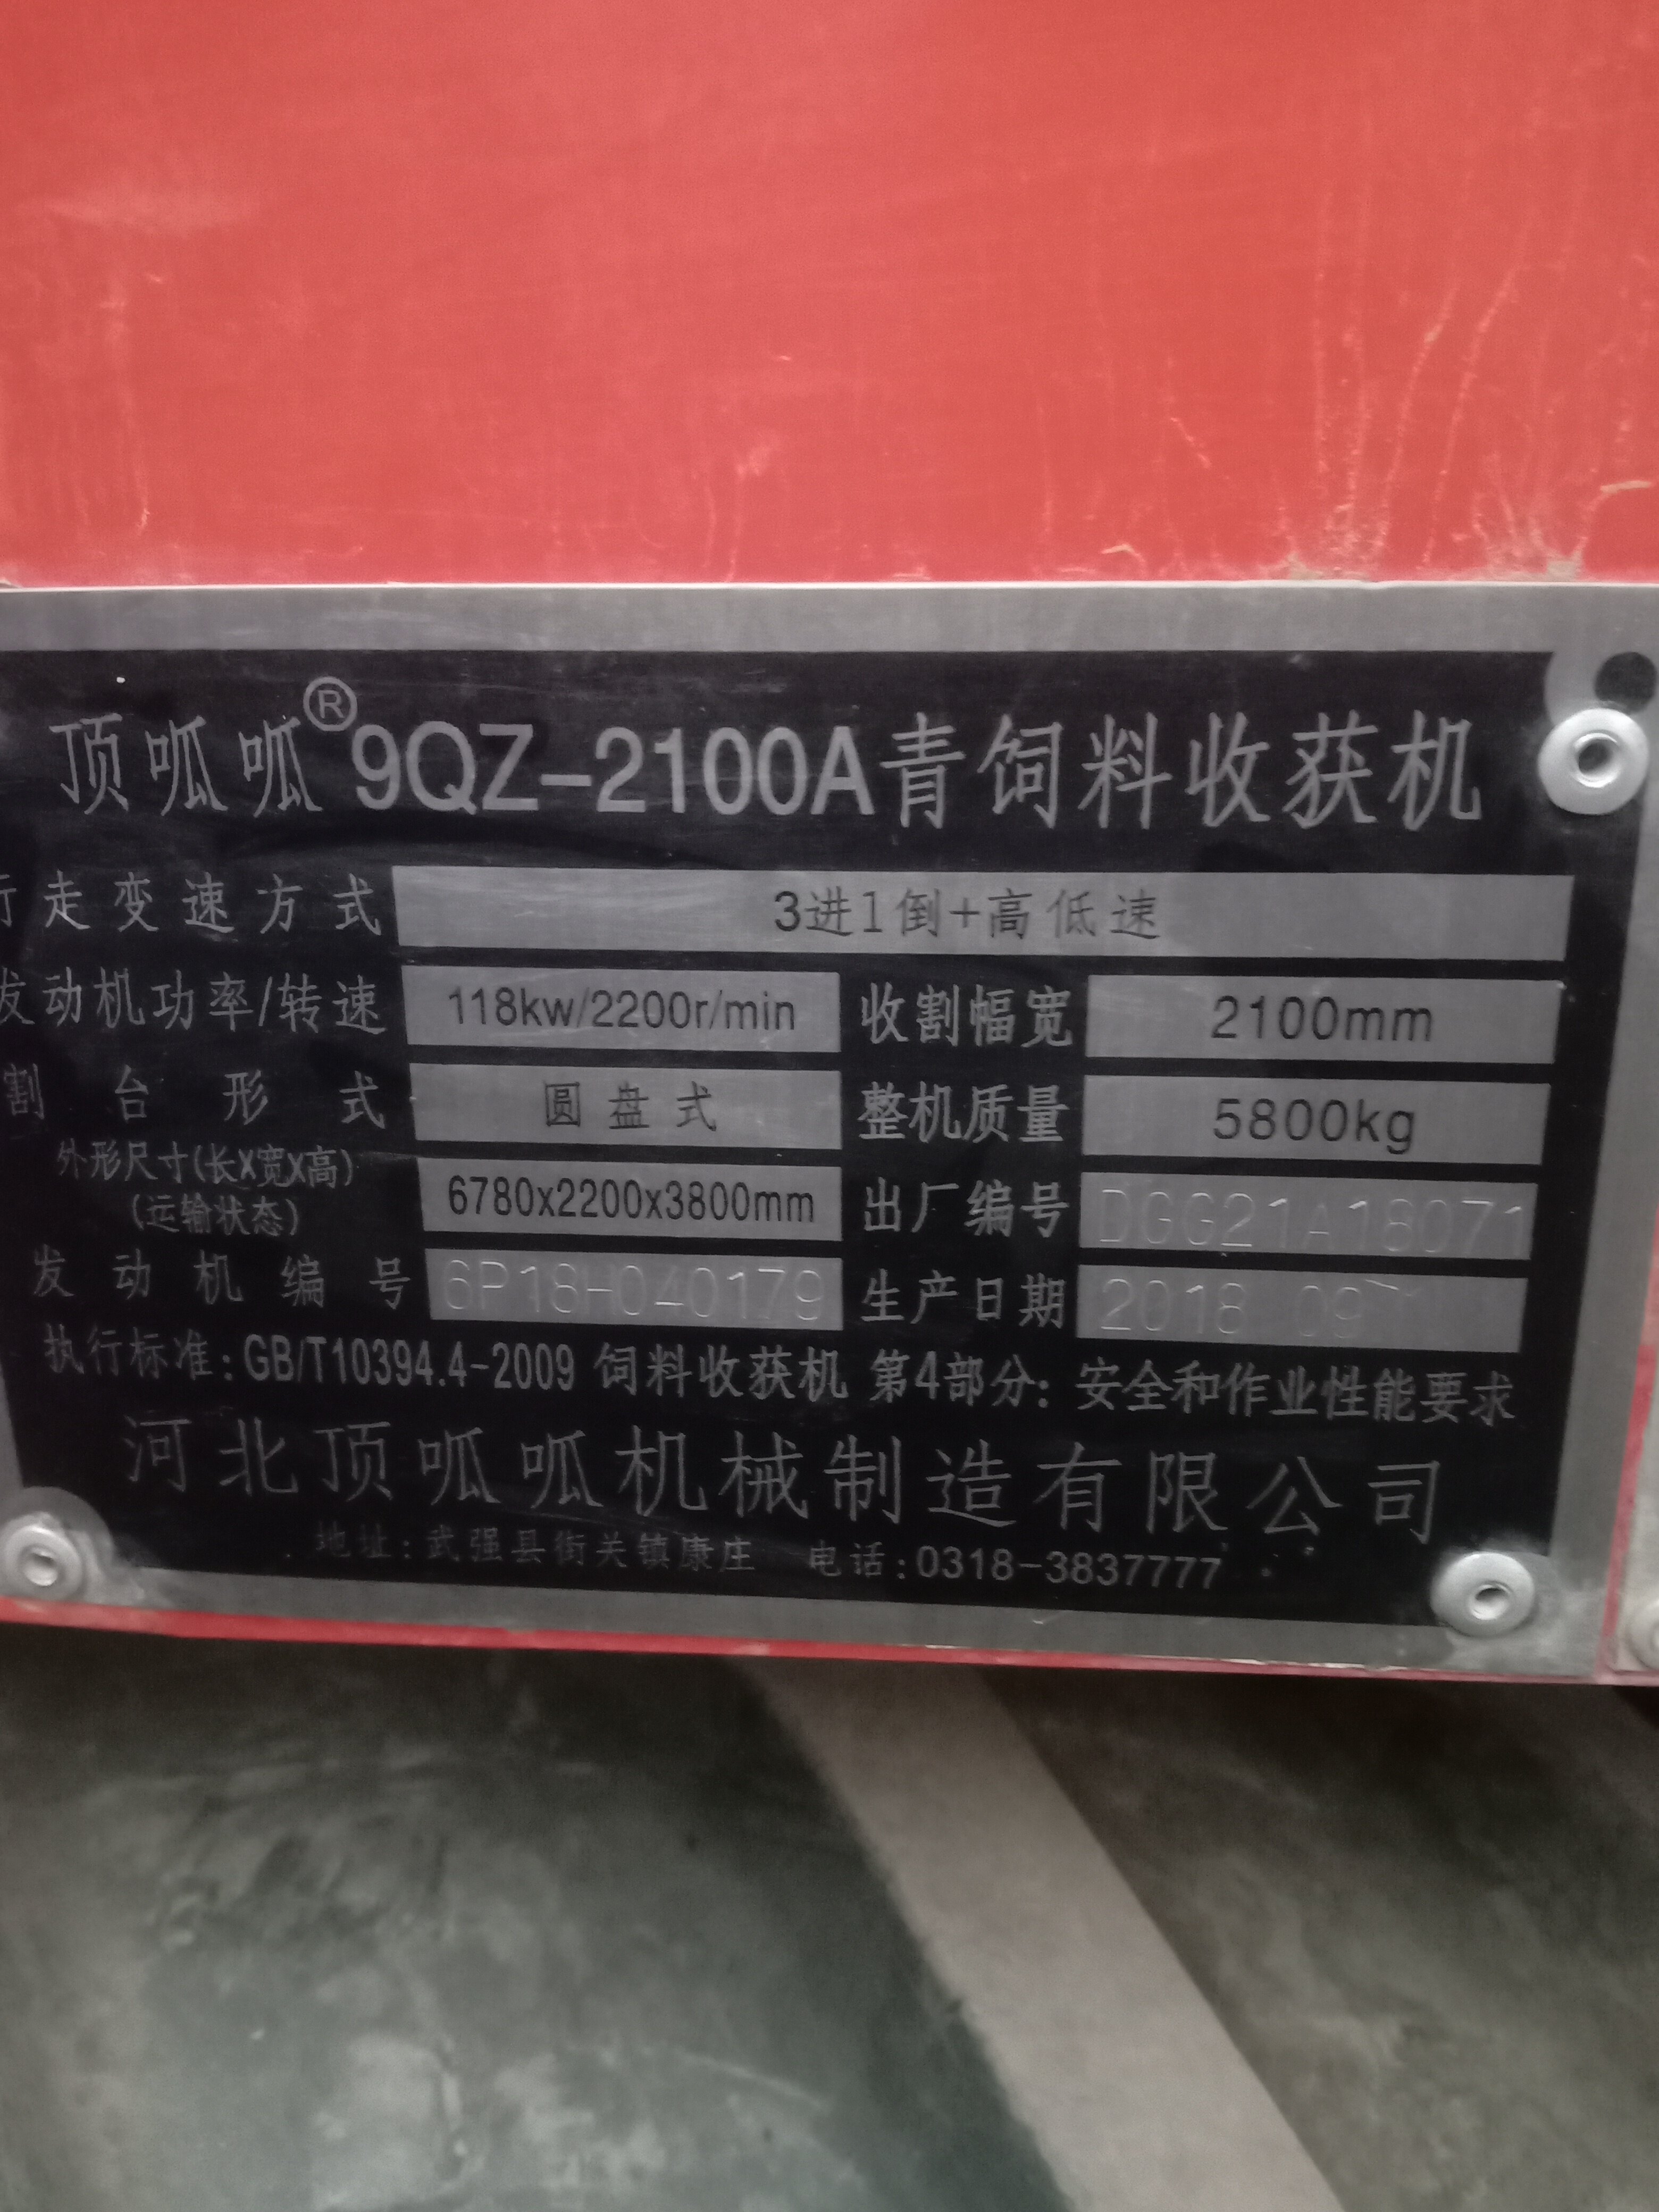 顶呱呱®9QZ-2100A青饲料收获机
行走变速方式 3进1倒+高低速
发动机功率/转速 118kw/2200r/min 收割幅宽 2100mm
割台形式 圆盘式 整机质量 5800kg
外形尺寸(长X宽X高)
(运输状态) 6780x2200x3800mm 出厂编号 DGG21A18071
发动机编号 6P18H040179 生产日期 2018 09
执行标准:GB/T10394.4-2009 饲料收获机 第4部分:安全和作业性能要求
河北顶呱呱机械制造有限公司
地址:武强县街关镇康庄 电话:0318-3837777